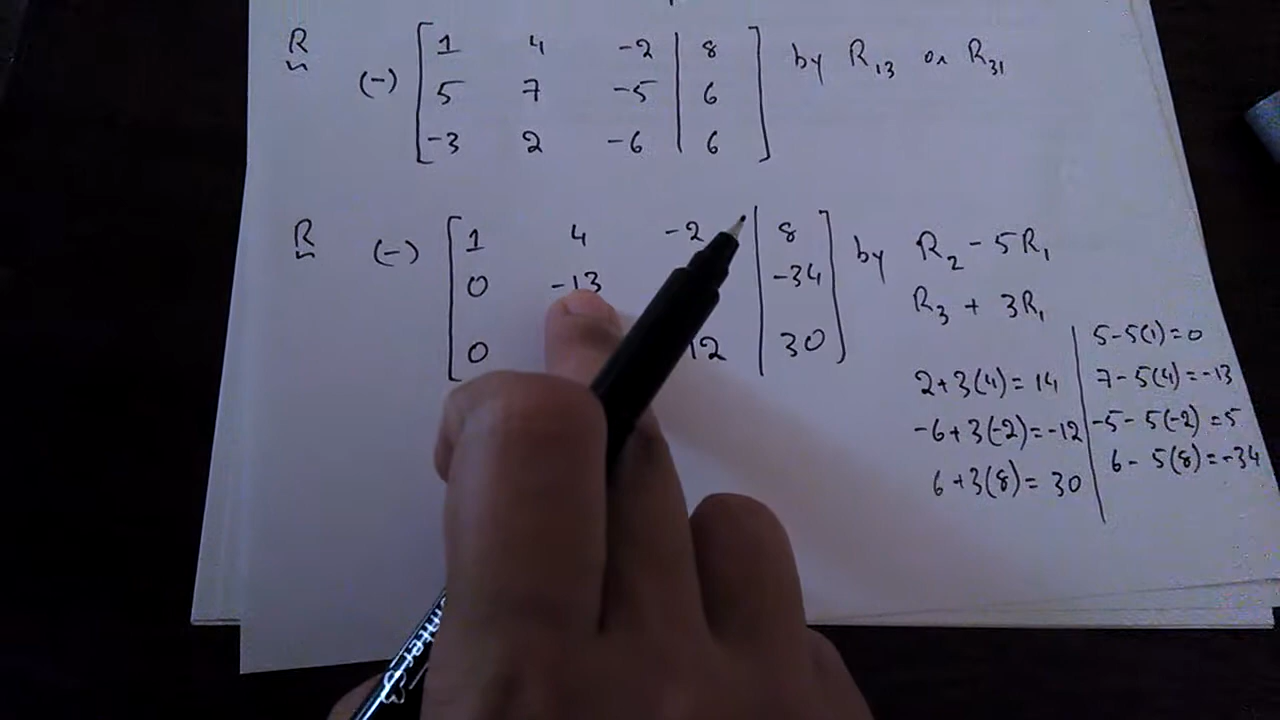 R (-) [ 1 4 -2 | 8 ] by R13 or R31
5 7 -5 | 6
-3 2 -6 | 6
R (-) [ 1 4 -2 | 8 ] by R2 - 5R1
0 -13 | -34
R3 + 3R1
0 12 | 30
5-5(1)=0
2+3(4)=14 | 7-5(4)=-13
-6+3(-2)=-12 | -5-5(-2)=5
6+3(8)=30 | 6-5(8)=-34